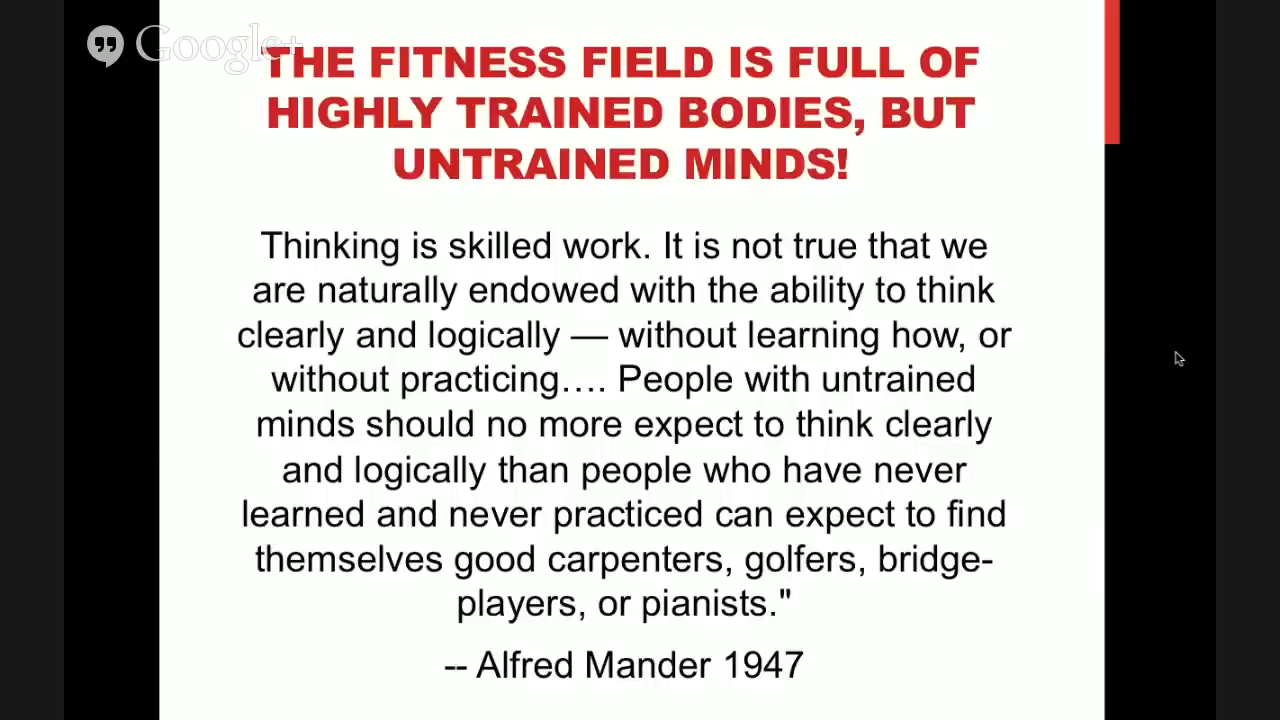 Google+
THE FITNESS FIELD IS FULL OF
HIGHLY TRAINED BODIES, BUT
UNTRAINED MINDS!
Thinking is skilled work. It is not true that we
are naturally endowed with the ability to think
clearly and logically — without learning how, or
without practicing…. People with untrained
minds should no more expect to think clearly
and logically than people who have never
learned and never practiced can expect to find
themselves good carpenters, golfers, bridge-
players, or pianists."
-- Alfred Mander 1947